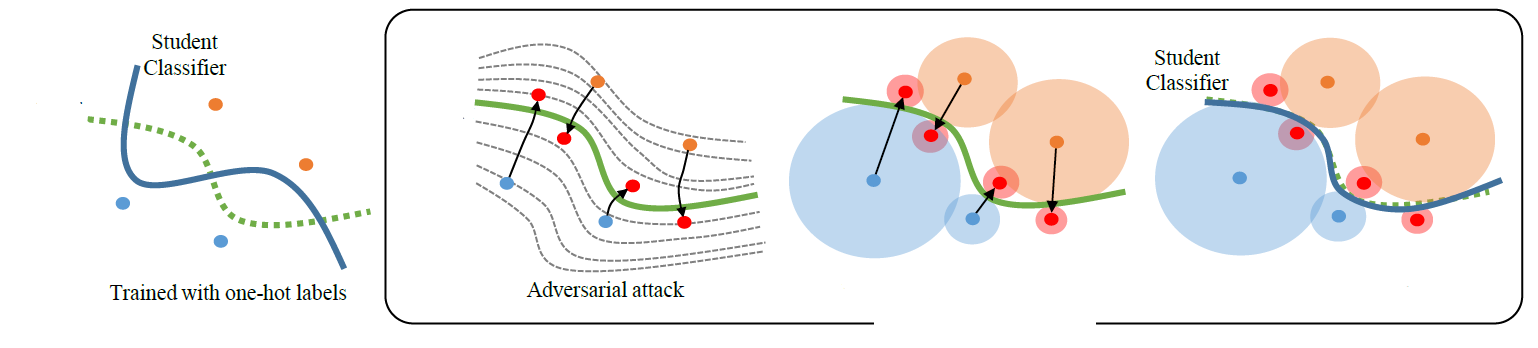 Student
Classifier
Trained with one-hot labels
Adversarial attack
Student
Classifier